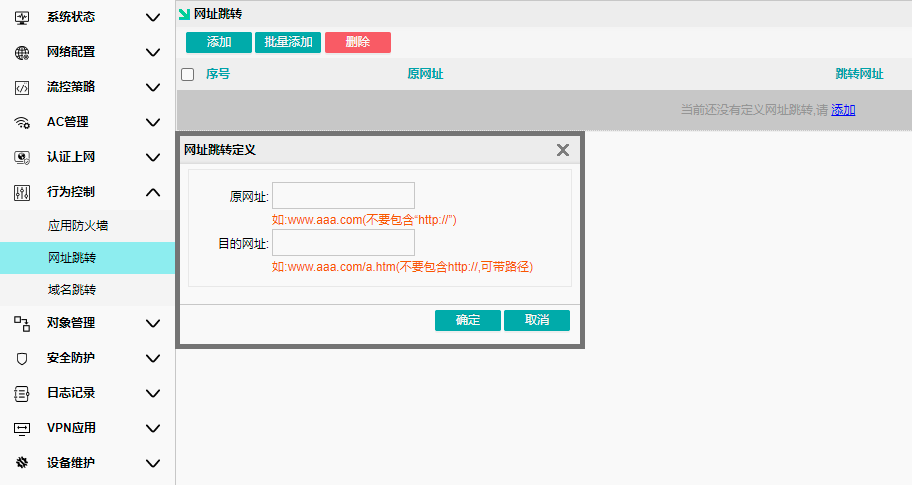 系统状态
网络配置
流控策略
AC管理
认证上网
行为控制
应用防火墙
网址跳转
域名跳转
对象管理
安全防护
日志记录
VPN应用
设备维护
网址跳转
添加 批量添加 删除
序号 原网址 跳转网址
当前还没有定义网址跳转,请 添加
网址跳转定义
原网址:
如:www.aaa.com(不要包含“http://”)
目的网址:
如:www.aaa.com/a.htm(不要包含http://,可带路径)
确定 取消